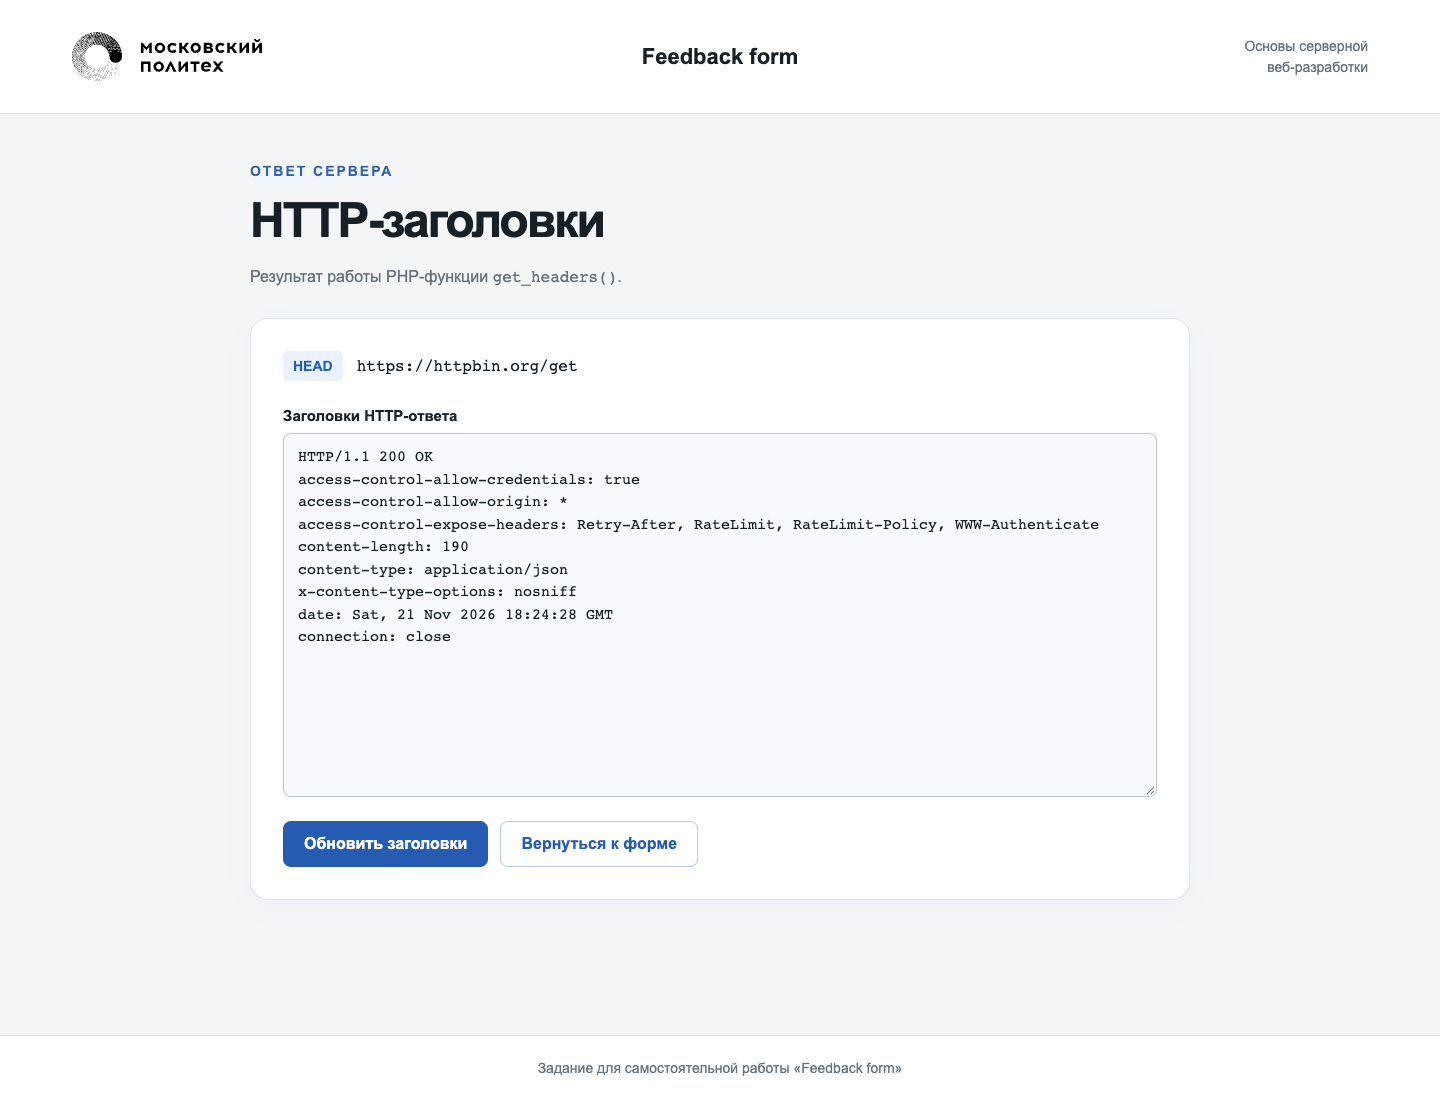 московский
политех
Feedback form
Основы серверной
веб-разработки
ОТВЕТ СЕРВЕРА
HTTP-заголовки
Результат работы PHP-функции get_headers().
HEAD https://httpbin.org/get
Заголовки HTTP-ответа
HTTP/1.1 200 OK
access-control-allow-credentials: true
access-control-allow-origin: *
access-control-expose-headers: Retry-After, RateLimit, RateLimit-Policy, WWW-Authenticate
content-length: 190
content-type: application/json
x-content-type-options: nosniff
date: Sat, 21 Nov 2026 18:24:28 GMT
connection: close
Обновить заголовки Вернуться к форме
Задание для самостоятельной работы «Feedback form»